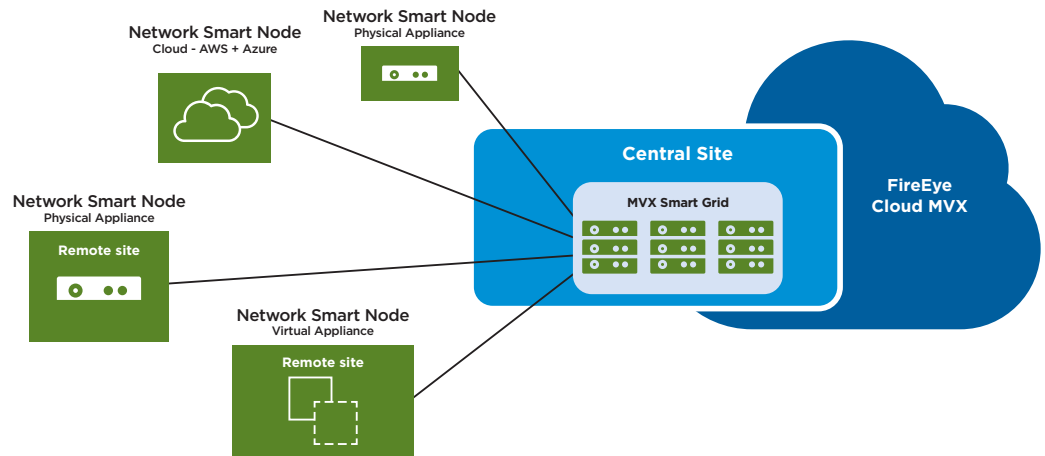 Network Smart Node
Physical Appliance
Network Smart Node
Cloud - AWS + Azure
Central Site
MVX Smart Grid
FireEye
Cloud MVX
Network Smart Node
Physical Appliance
Remote site
Network Smart Node
Virtual Appliance
Remote site